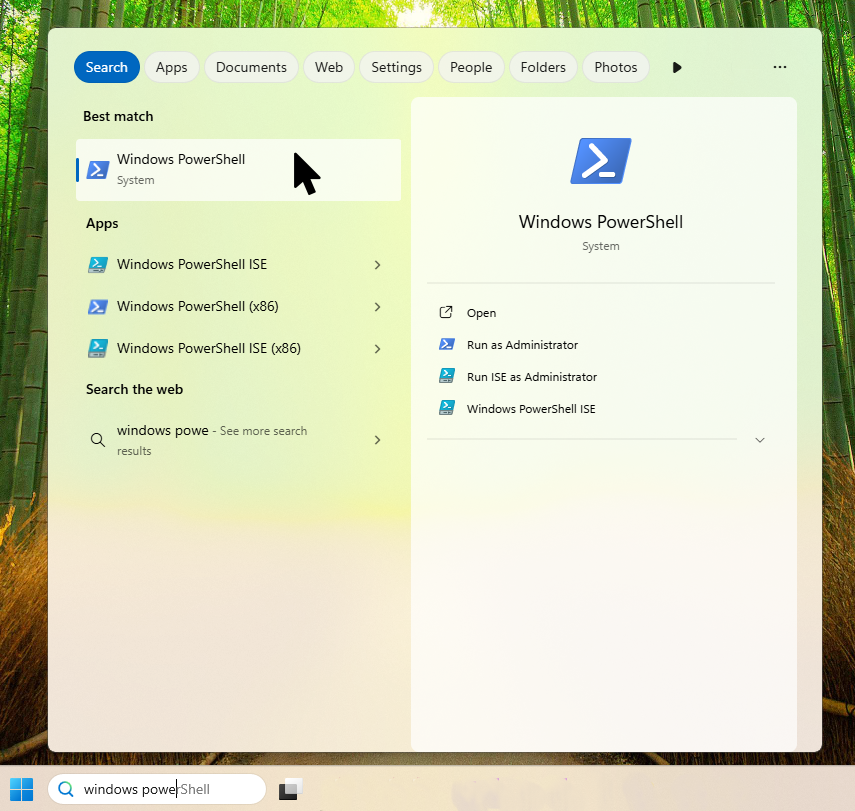 Search Apps Documents Web Settings People Folders Photos
Best match
Windows PowerShell
System
Apps
Windows PowerShell ISE
Windows PowerShell (x86)
Windows PowerShell ISE (x86)
Search the web
windows powe - See more search
results
Windows PowerShell
System
Open
Run as Administrator
Run ISE as Administrator
Windows PowerShell ISE
windows powerShell